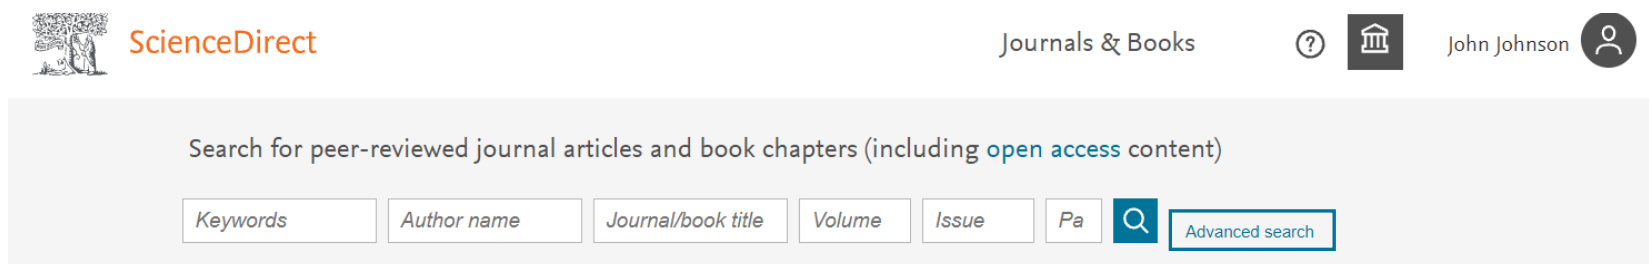 ScienceDirect
Journals & Books
?
John Johnson
Search for peer-reviewed journal articles and book chapters (including open access content)
Keywords
Author name
Journal/book title
Volume
Issue
Pa
Advanced search